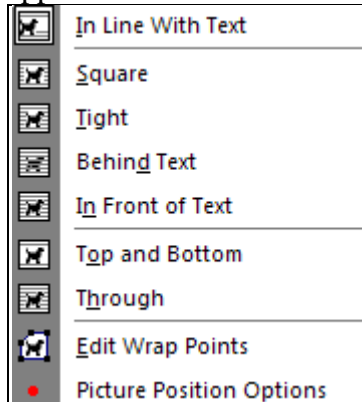 In Line With Text
Square
Tight
Behind Text
In Front of Text
Top and Bottom
Through
Edit Wrap Points
Picture Position Options